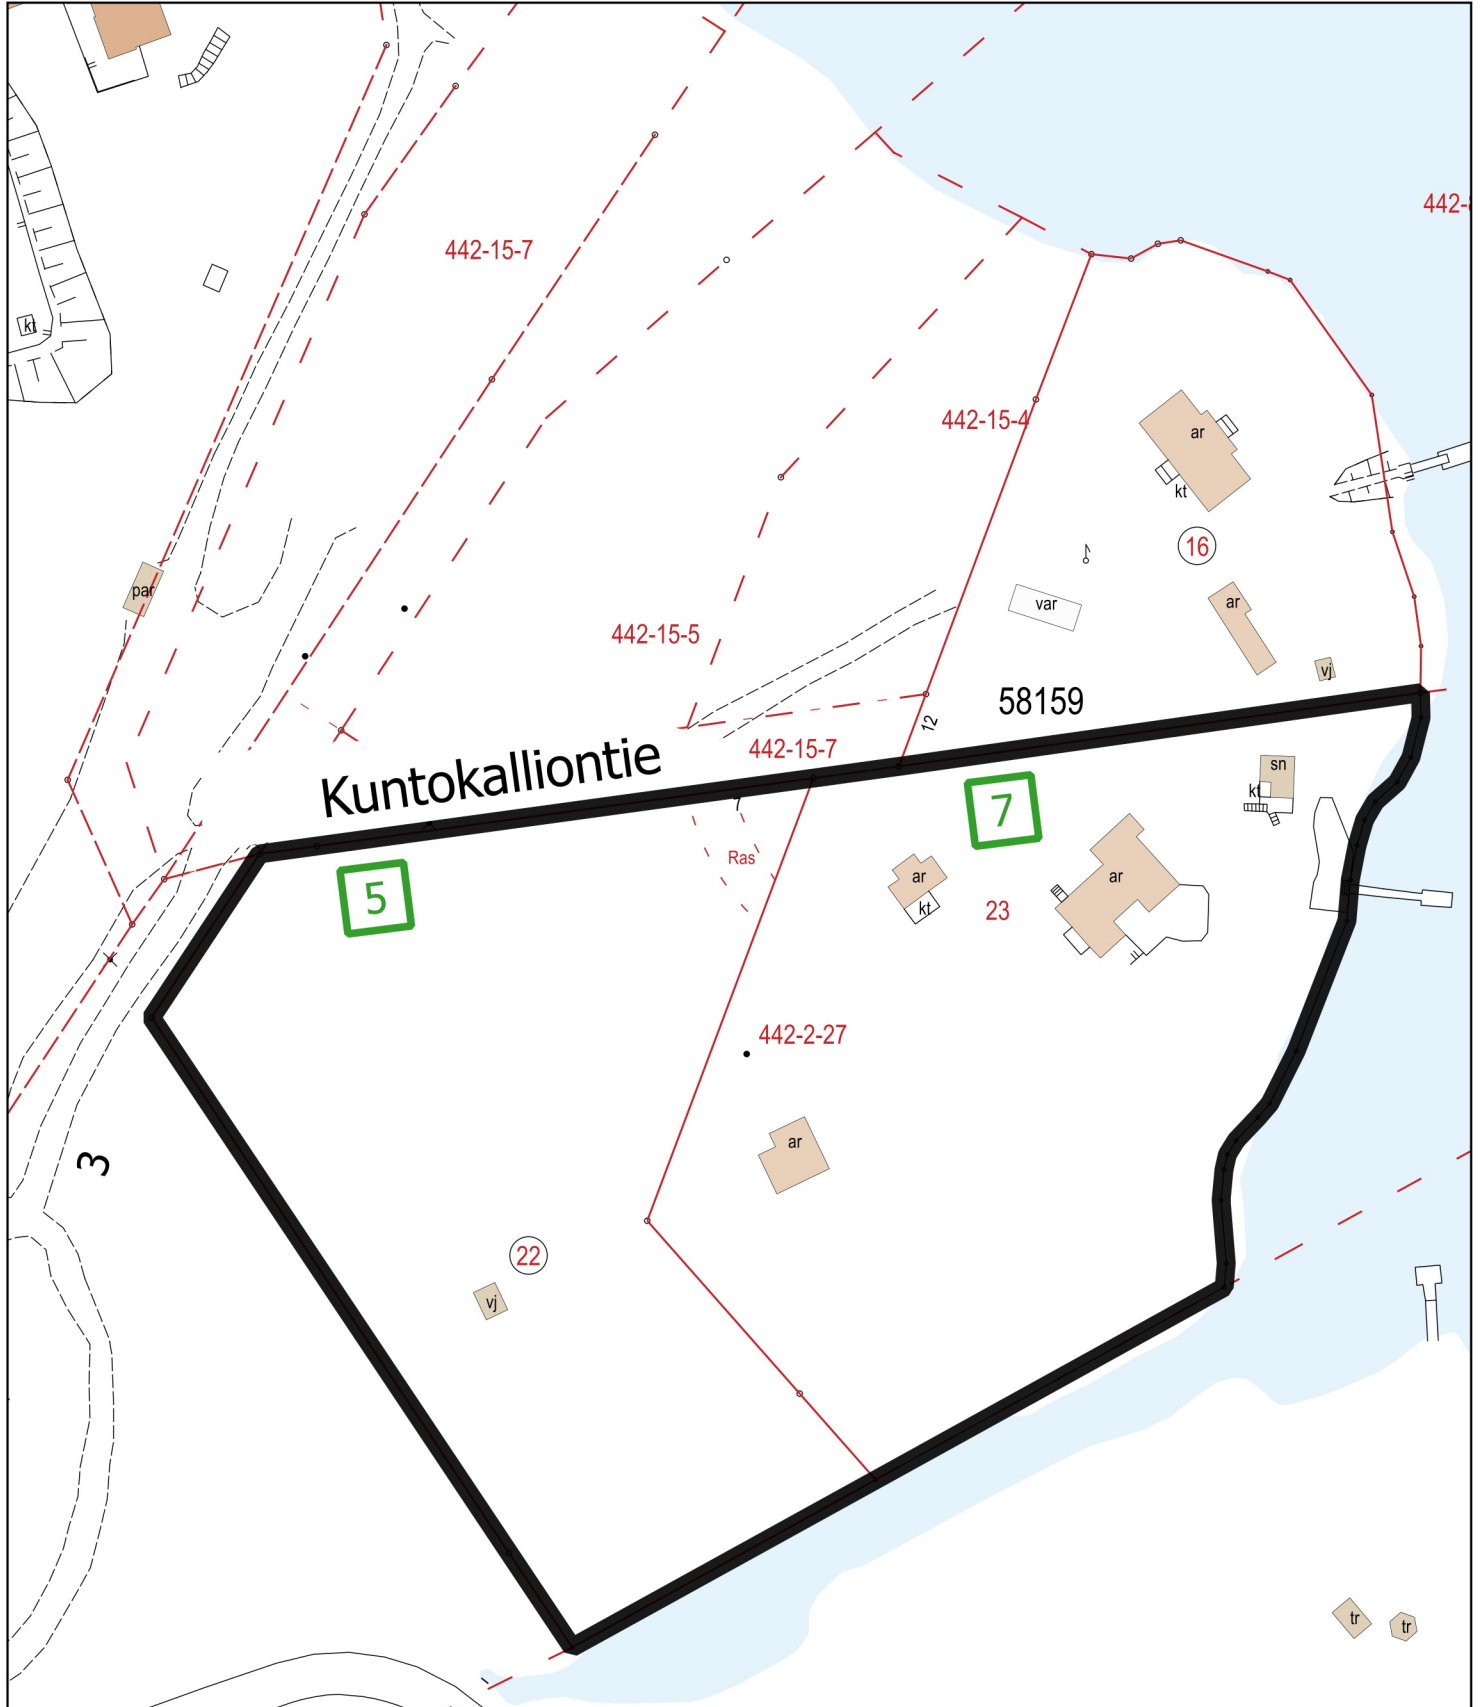 442-15-7
442-
kt
442-15-4
ar
kt
16
par
var
ar
442-15-5
vj
58159
12
442-15-7
Kuntokalliontie
sn
kt
7
7
Ras
ar
ar
5
kt
23
442-2-27
ar
3
22
vj
tr
tr